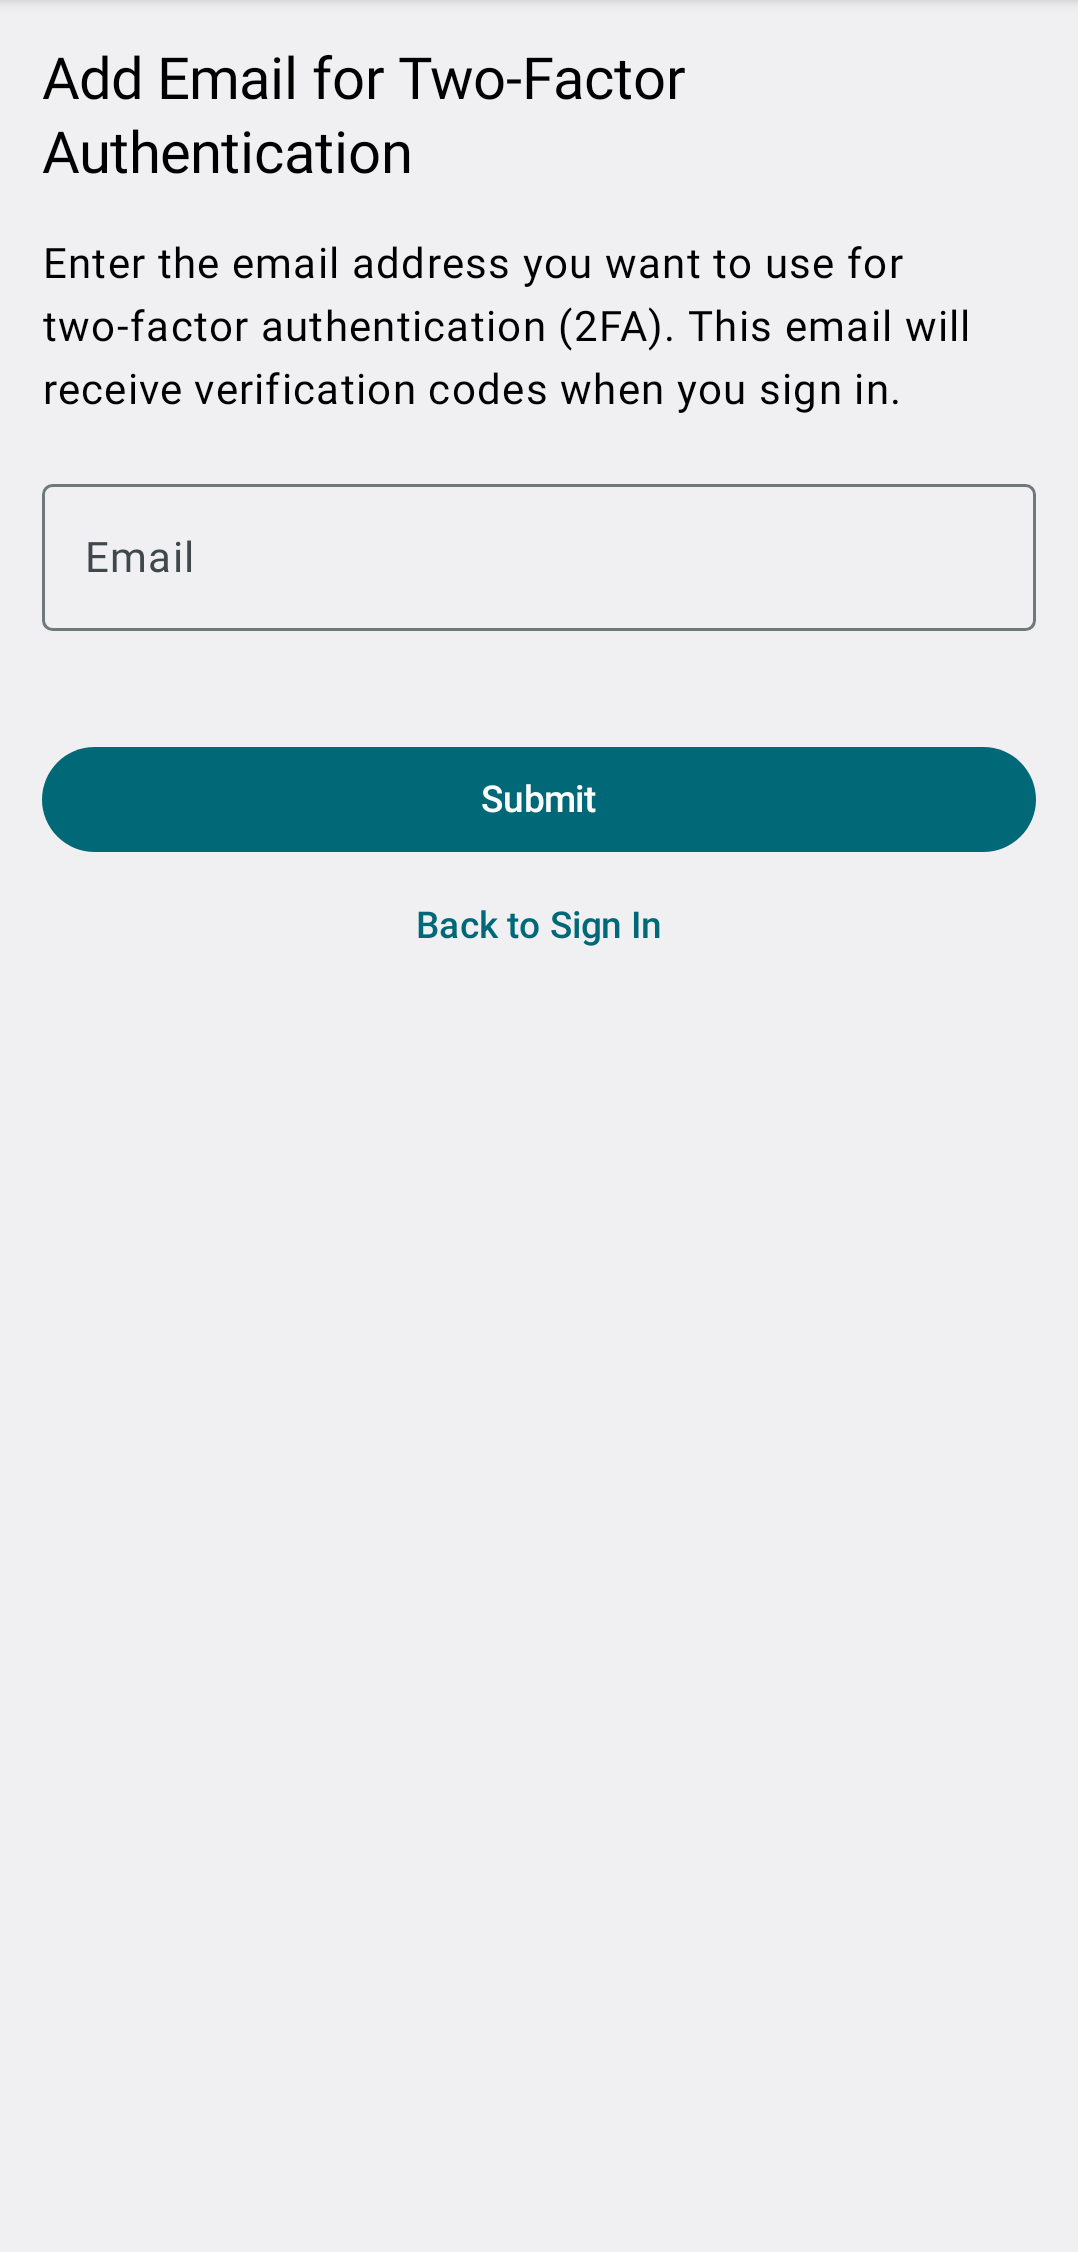 Add Email for Two-Factor
Authentication
Enter the email address you want to use for
two-factor authentication (2FA). This email will
receive verification codes when you sign in.
Email
Submit
Back to Sign In